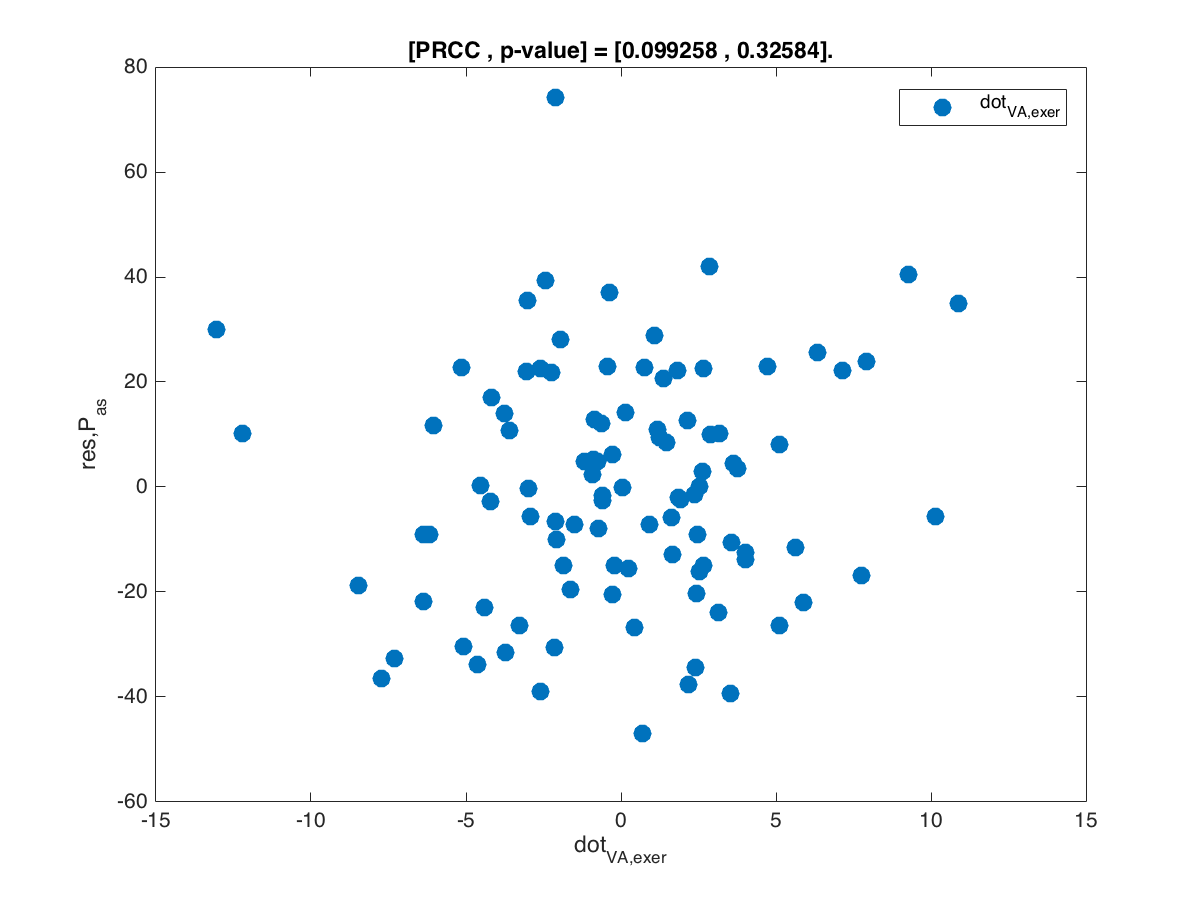 [PRCC , p-value] = [0.099258 , 0.32584].
80
60
40
20
0
-20
-40
-60
res,P_as
dot_VA,exer
-15 -10 -5 0 5 10 15
dot_VA,exer